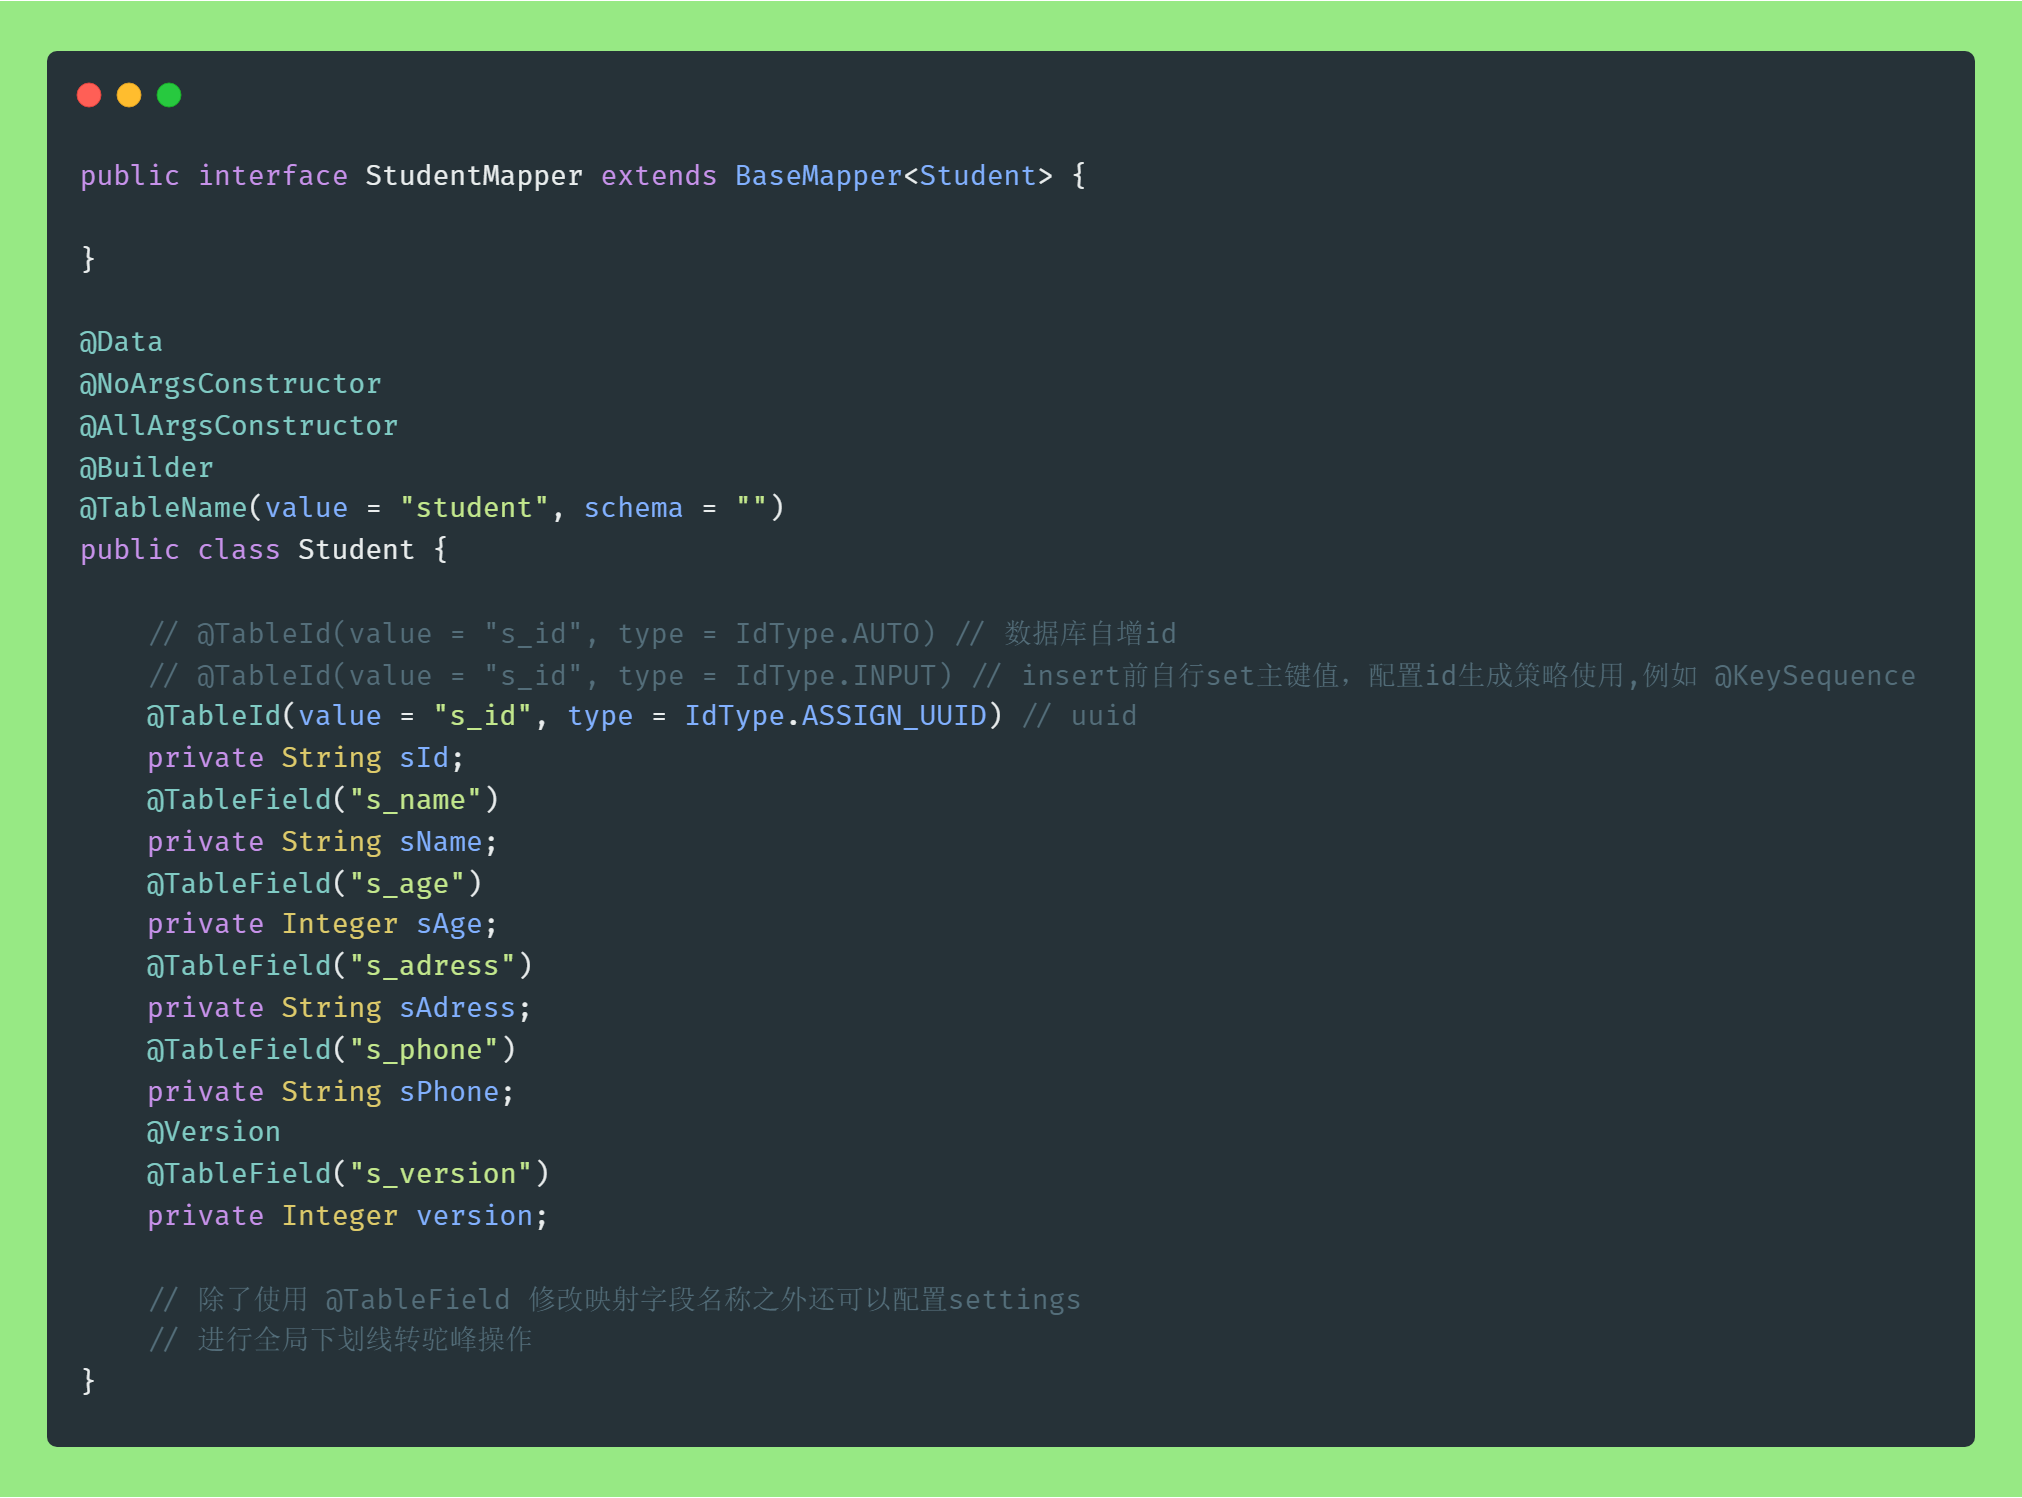 public interface StudentMapper extends BaseMapper<Student> {
}
@Data
@NoArgsConstructor
@AllArgsConstructor
@Builder
@TableName(value = "student", schema = "")
public class Student {
// @TableId(value = "s_id", type = IdType.AUTO) // 数据库自增id
// @TableId(value = "s_id", type = IdType.INPUT) // insert前自行set主键值，配置id生成策略使用,例如 @KeySequence
@TableId(value = "s_id", type = IdType.ASSIGN_UUID) // uuid
private String sId;
@TableField("s_name")
private String sName;
@TableField("s_age")
private Integer sAge;
@TableField("s_adress")
private String sAdress;
@TableField("s_phone")
private String sPhone;
@Version
@TableField("s_version")
private Integer version;
// 除了使用 @TableField 修改映射字段名称之外还可以配置settings
// 进行全局下划线转驼峰操作
}